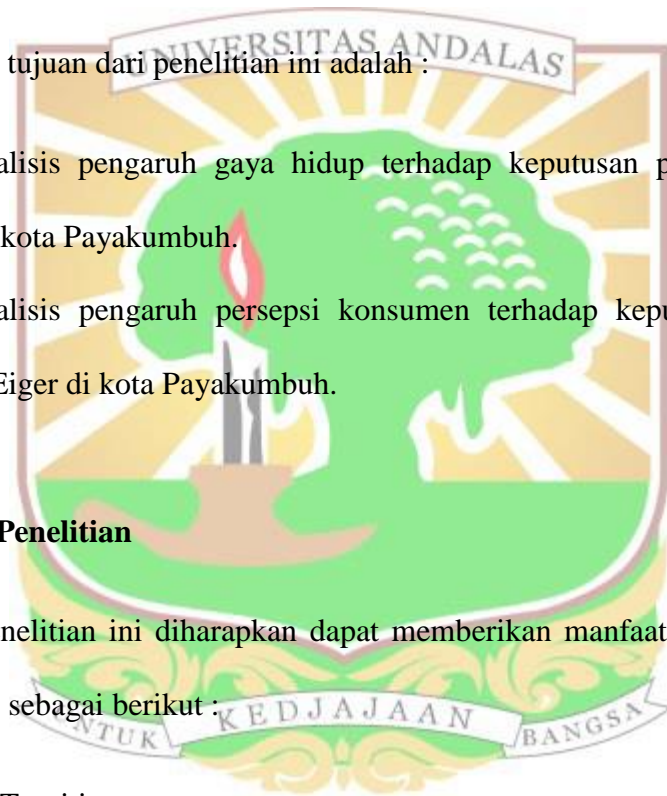 UNIVERSITAS ANDALAS
tujuan dari penelitian ini adalah :
alisis pengaruh gaya hidup terhadap keputusan p
kota Payakumbuh.
alisis pengaruh persepsi konsumen terhadap kepu
Eiger di kota Payakumbuh.
Penelitian
nelitian ini diharapkan dapat memberikan manfaat
sebagai berikut :
UNTUK KEDJAJAAN BANGSA